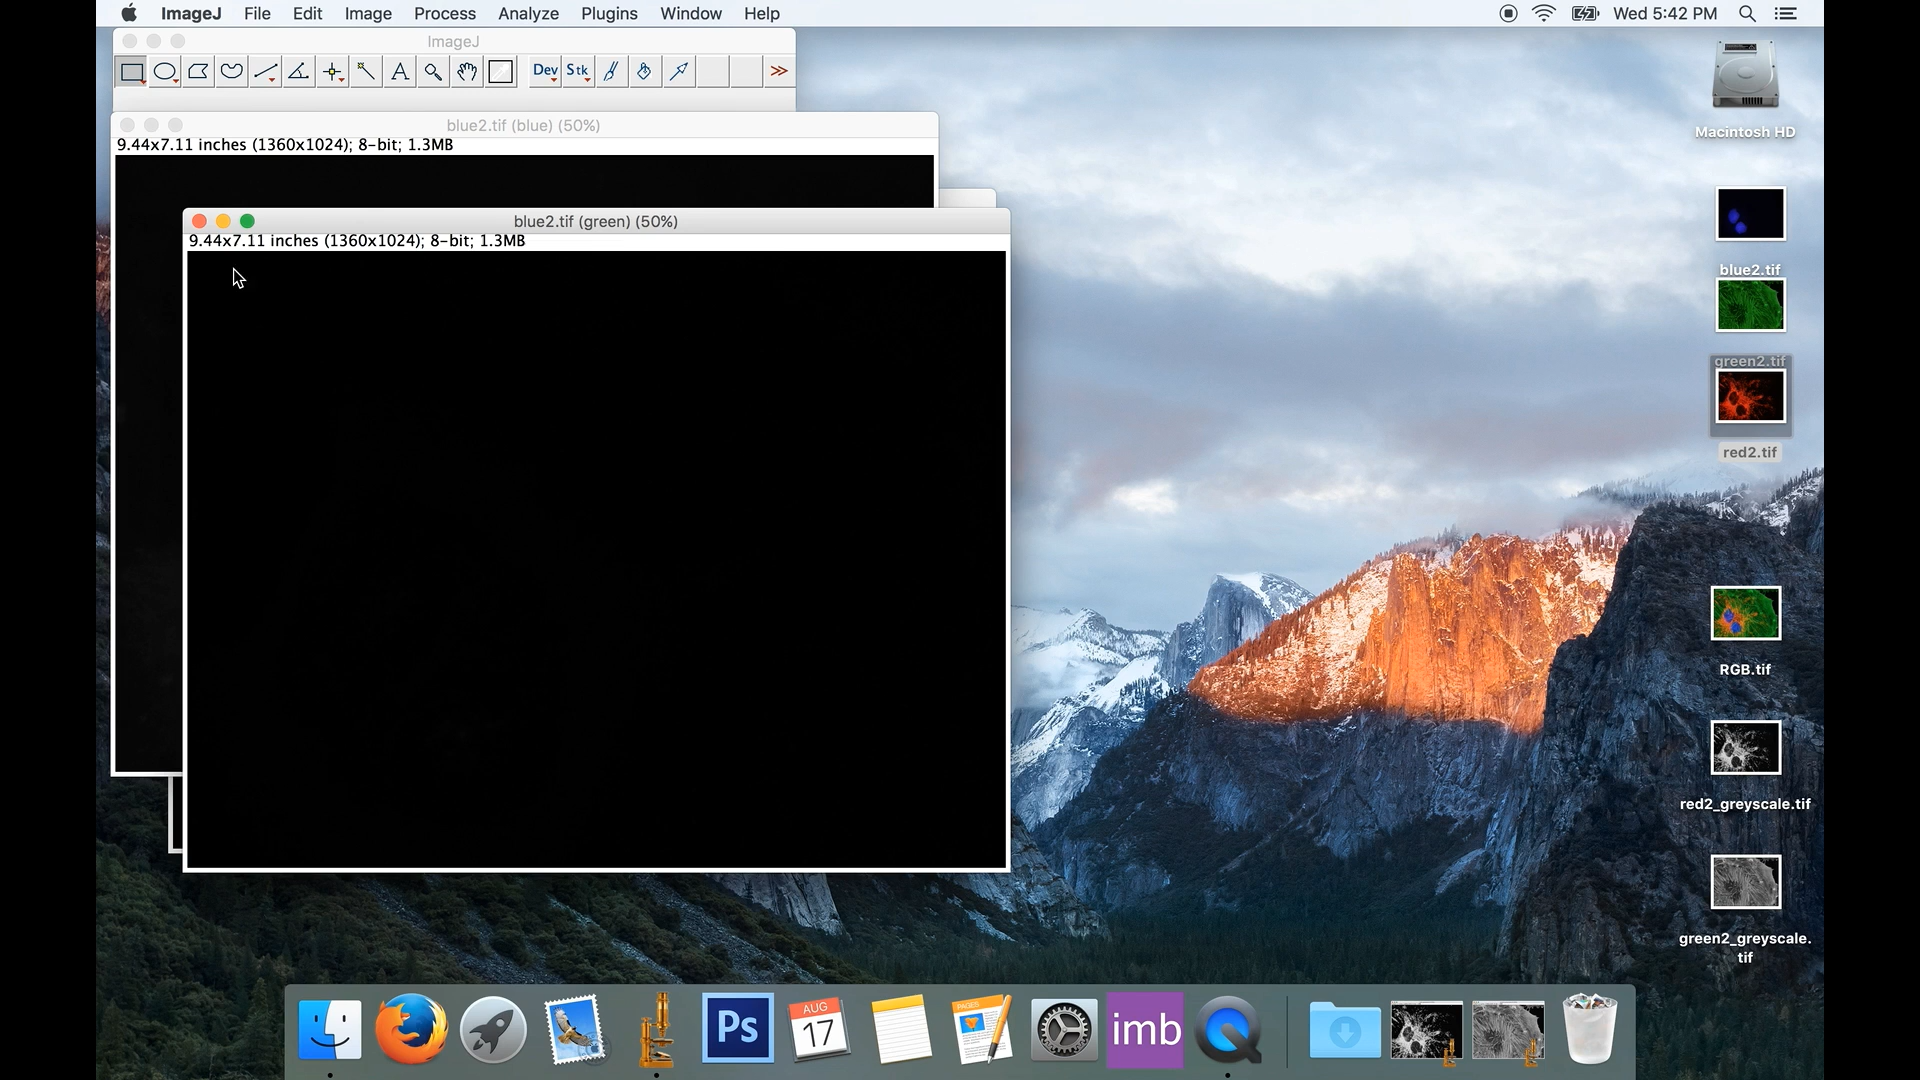 ImageJ File Edit Image Process Analyze Plugins Window Help
Wed 5:42 PM
ImageJ
A Dev Stk >>
blue2.tif (blue) (50%)
9.44x7.11 inches (1360x1024); 8-bit; 1.3MB
blue2.tif (green) (50%)
9.44x7.11 inches (1360x1024); 8-bit; 1.3MB
Macintosh HD
blue2.tif
green2.tif
red2.tif
RGB.tif
red2_greyscale.tif
green2_greyscale.
tif
Ps
AUG
17
PAGES
imb